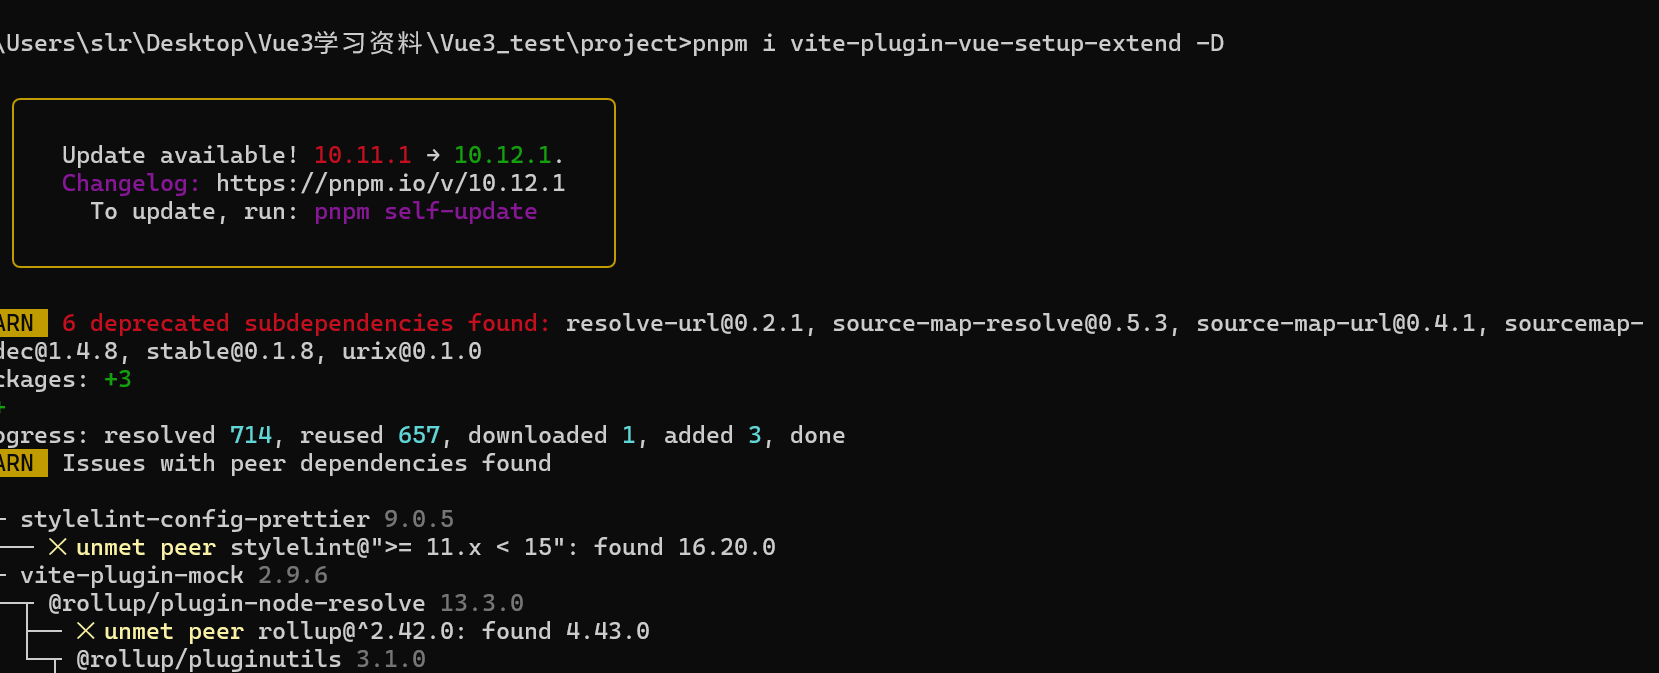 \Users\slr\Desktop\Vue3学习资料\Vue3_test\project>pnpm i vite-plugin-vue-setup-extend -D
Update available! 10.11.1 → 10.12.1.
Changelog: https://pnpm.io/v/10.12.1
To update, run: pnpm self-update
ARN 6 deprecated subdependencies found: resolve-url@0.2.1, source-map-resolve@0.5.3, source-map-url@0.4.1, sourcemap-
dec@1.4.8, stable@0.1.8, urix@0.1.0
ckages: +3
+
ogress: resolved 714, reused 657, downloaded 1, added 3, done
ARN Issues with peer dependencies found
─ stylelint-config-prettier 9.0.5
── ✕ unmet peer stylelint@">= 11.x < 15": found 16.20.0
─ vite-plugin-mock 2.9.6
─┬ @rollup/plugin-node-resolve 13.3.0
├── ✕ unmet peer rollup@^2.42.0: found 4.43.0
└─┬ @rollup/pluginutils 3.1.0